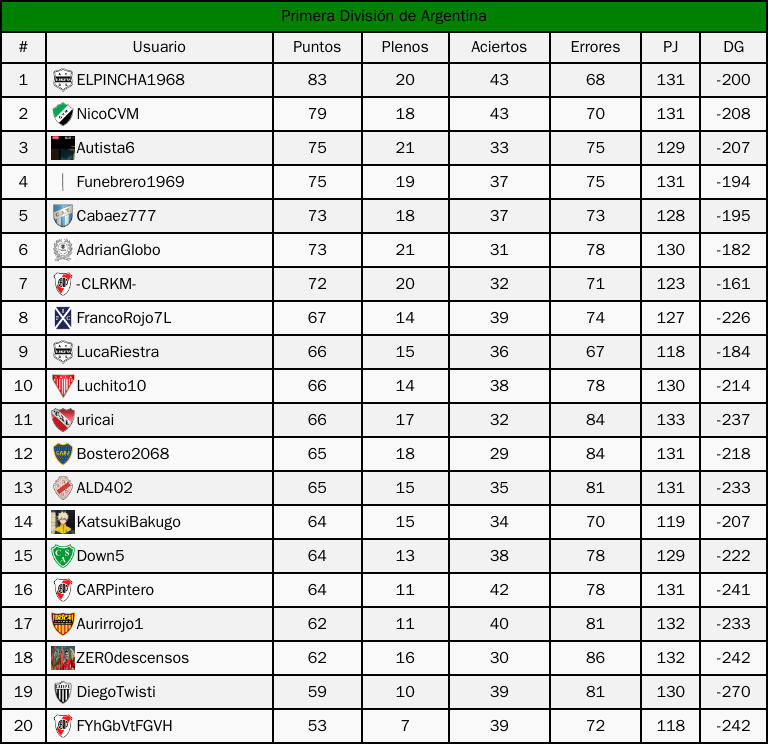 Primera División de Argentina
# Usuario Puntos Plenos Aciertos Errores PJ DG
1 ELPINCHA1968 83 20 43 68 131 -200
2 NicoCVM 79 18 43 70 131 -208
3 Autista6 75 21 33 75 129 -207
4 Funebrero1969 75 19 37 75 131 -194
5 Cabaez777 73 18 37 73 128 -195
6 AdrianGlobo 73 21 31 78 130 -182
7 -CLRKM- 72 20 32 71 123 -161
8 FrancoRojo7L 67 14 39 74 127 -226
9 LucaRiestra 66 15 36 67 118 -184
10 Luchito10 66 14 38 78 130 -214
11 uricai 66 17 32 84 133 -237
12 Bostero2068 65 18 29 84 131 -218
13 ALD402 65 15 35 81 131 -233
14 KatsukiBakugo 64 15 34 70 119 -207
15 Down5 64 13 38 78 129 -222
16 CARPintero 64 11 42 78 131 -241
17 Aurirrojo1 62 11 40 81 132 -233
18 ZER0descensos 62 16 30 86 132 -242
19 DiegoTwisti 59 10 39 81 130 -270
20 FYhGbVtFGVH 53 7 39 72 118 -242